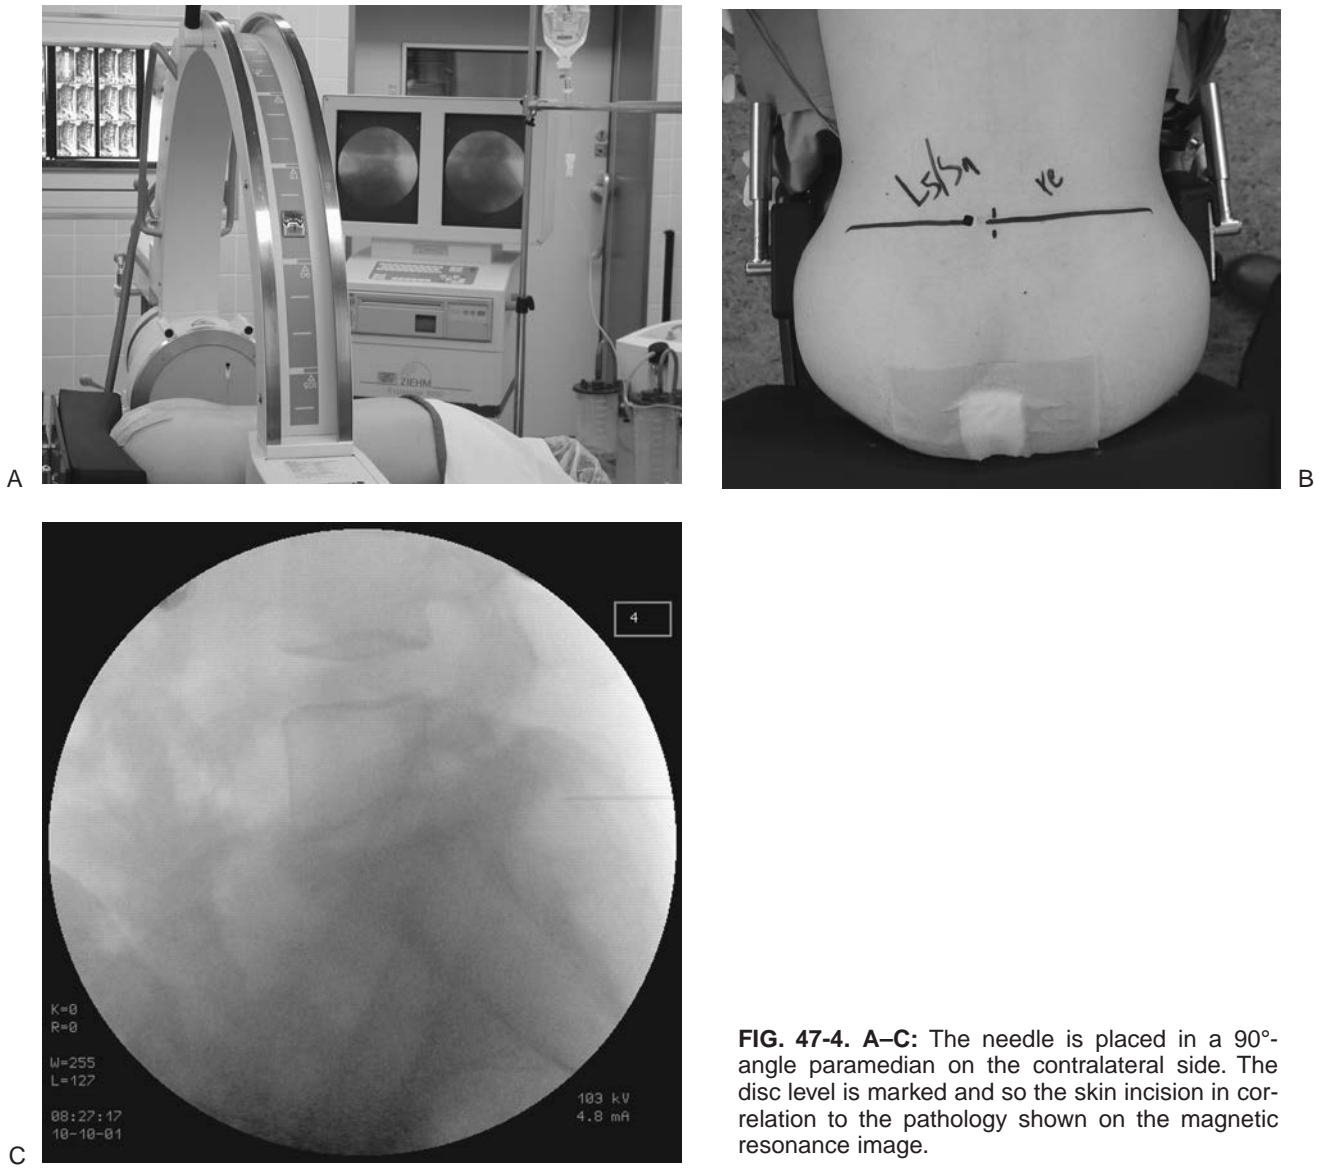 ZIEHM
A
L5/S1
re
B
4
K=0
R=0
W=255
L=127
08:27:17
10-10-01
103 kV
4.8 mA
C
FIG. 47-4. A–C: The needle is placed in a 90°-
angle paramedian on the contralateral side. The
disc level is marked and so the skin incision in cor-
relation to the pathology shown on the magnetic
resonance image.